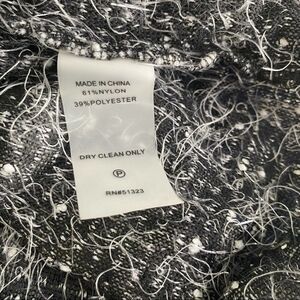 MADE IN CHINA
61%NYLON
39%POLYESTER
DRY CLEAN ONLY
P
RN#51323